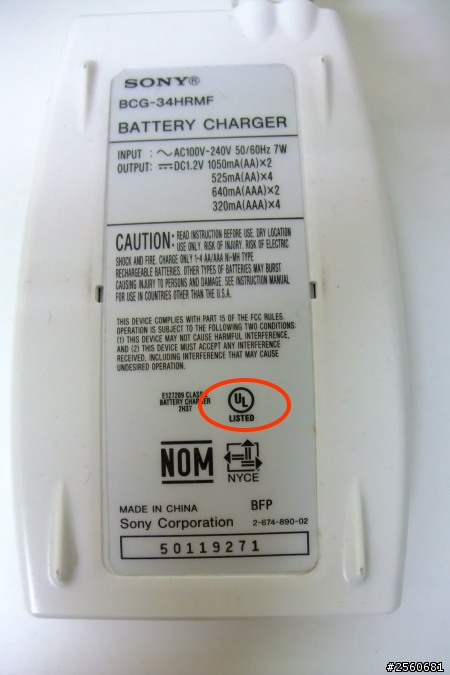 SONY®
BCG-34HRMF
BATTERY CHARGER
INPUT : ~AC100V-240V 50/60Hz 7W
OUTPUT: ⎓DC1.2V 1050mA(AA)×2
525mA(AA)×4
640mA(AAA)×2
320mA(AAA)×4
CAUTION: READ INSTRUCTION BEFORE USE. DRY LOCATION
USE ONLY. RISK OF INJURY. RISK OF ELECTRIC
SHOCK AND FIRE. CHARGE ONLY 1-4 AA/AAA Ni-MH TYPE
RECHARGEABLE BATTERIES. OTHER TYPES OF BATTERIES MAY BURST
CAUSING INJURY TO PERSONS AND DAMAGE. SEE INSTRUCTION MANUAL
FOR USE IN COUNTRIES OTHER THAN THE U.S.A.
THIS DEVICE COMPLIES WITH PART 15 OF THE FCC RULES.
OPERATION IS SUBJECT TO THE FOLLOWING TWO CONDITIONS:
(1) THIS DEVICE MAY NOT CAUSE HARMFUL INTERFERENCE,
AND (2) THIS DEVICE MUST ACCEPT ANY INTERFERENCE
RECEIVED, INCLUDING INTERFERENCE THAT MAY CAUSE
UNDESIRED OPERATION.
E127209 CLASS
BATTERY CHARGER
2H37
UL
LISTED
NOM
NYCE
MADE IN CHINA BFP
Sony Corporation 2-674-890-02
50119271
#2560681